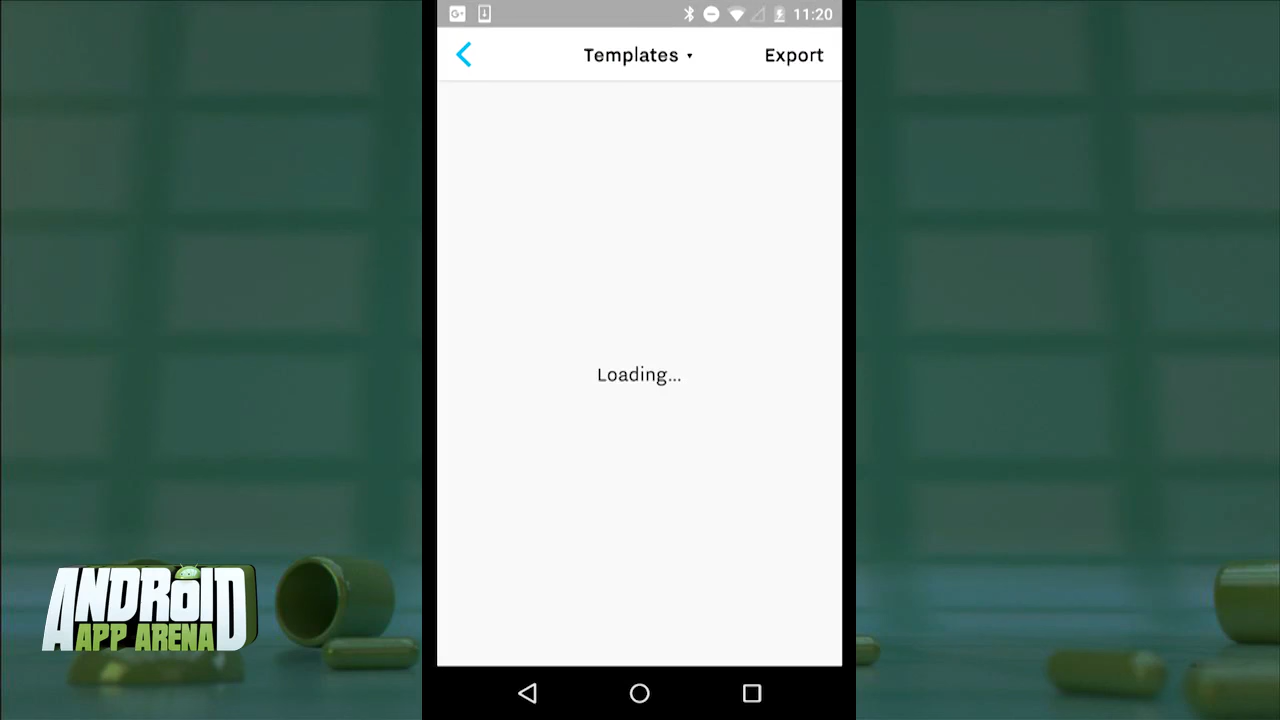 G+
11:20
Templates
Export
Loading...
ANDROID
APP ARENA